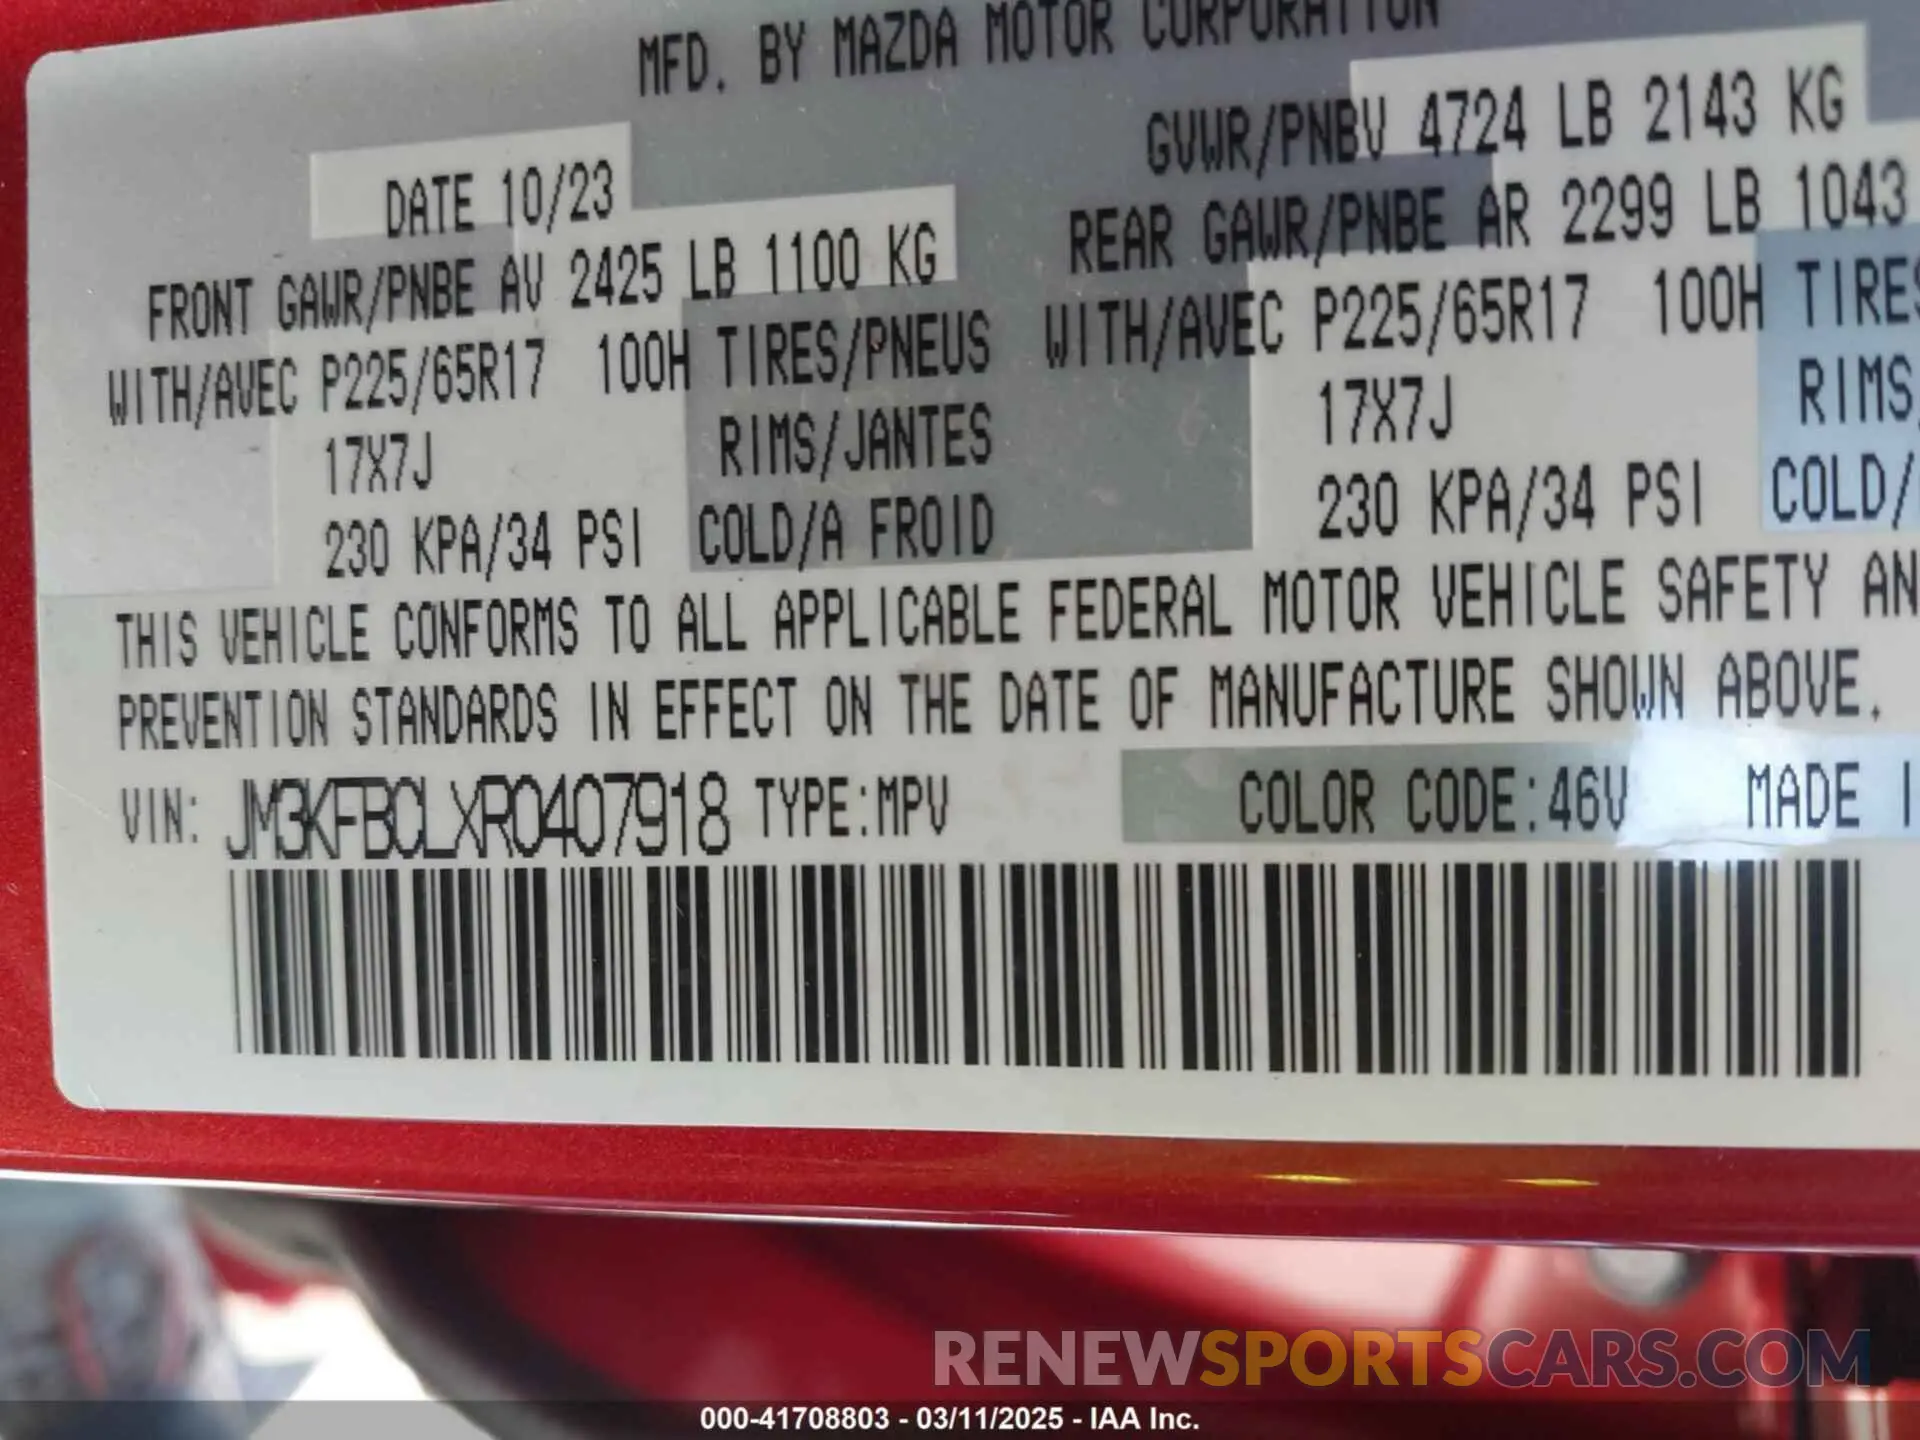 MFD. BY MAZDA MOTOR CORPORATION
GVWR/PNBV 4724 LB 2143 KG
DATE 10/23
FRONT GAWR/PNBE AV 2425 LB 1100 KG
REAR GAWR/PNBE AR 2299 LB 1043
WITH/AVEC P225/65R17 100H TIRES/PNEUS
WITH/AVEC P225/65R17 100H TIRES
17X7J RIMS/JANTES
17X7J RIMS/
230 KPA/34 PSI COLD/A FROID
230 KPA/34 PSI COLD/
THIS VEHICLE CONFORMS TO ALL APPLICABLE FEDERAL MOTOR VEHICLE SAFETY AN
PREVENTION STANDARDS IN EFFECT ON THE DATE OF MANUFACTURE SHOWN ABOVE.
VIN: JM3KFBCLXR0407918 TYPE:MPV COLOR CODE:46V MADE I
RENEWSPORTSCARS.COM
000-41708803 - 03/11/2025 - IAA Inc.